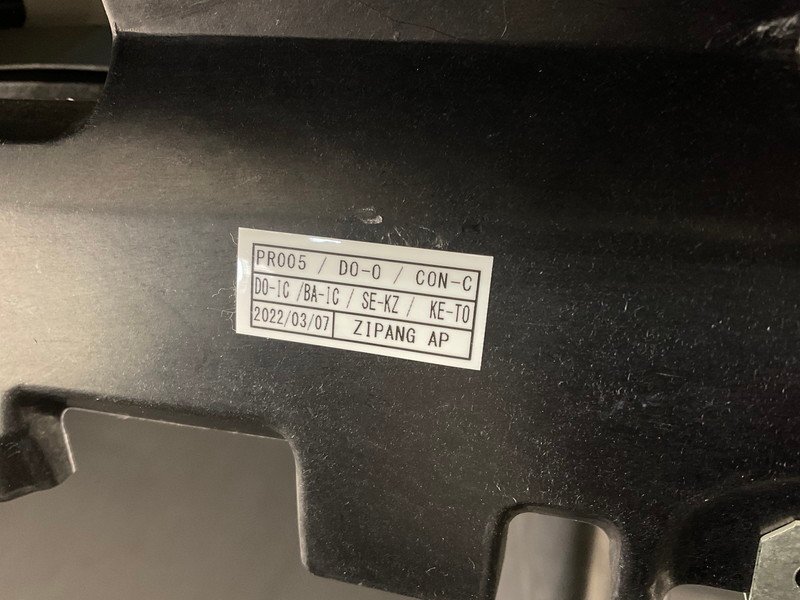 PR005 / DO-O / CON-C
DO-IC /BA-IC / SE-KZ / KE-TO
2022/03/07 ZIPANG AP